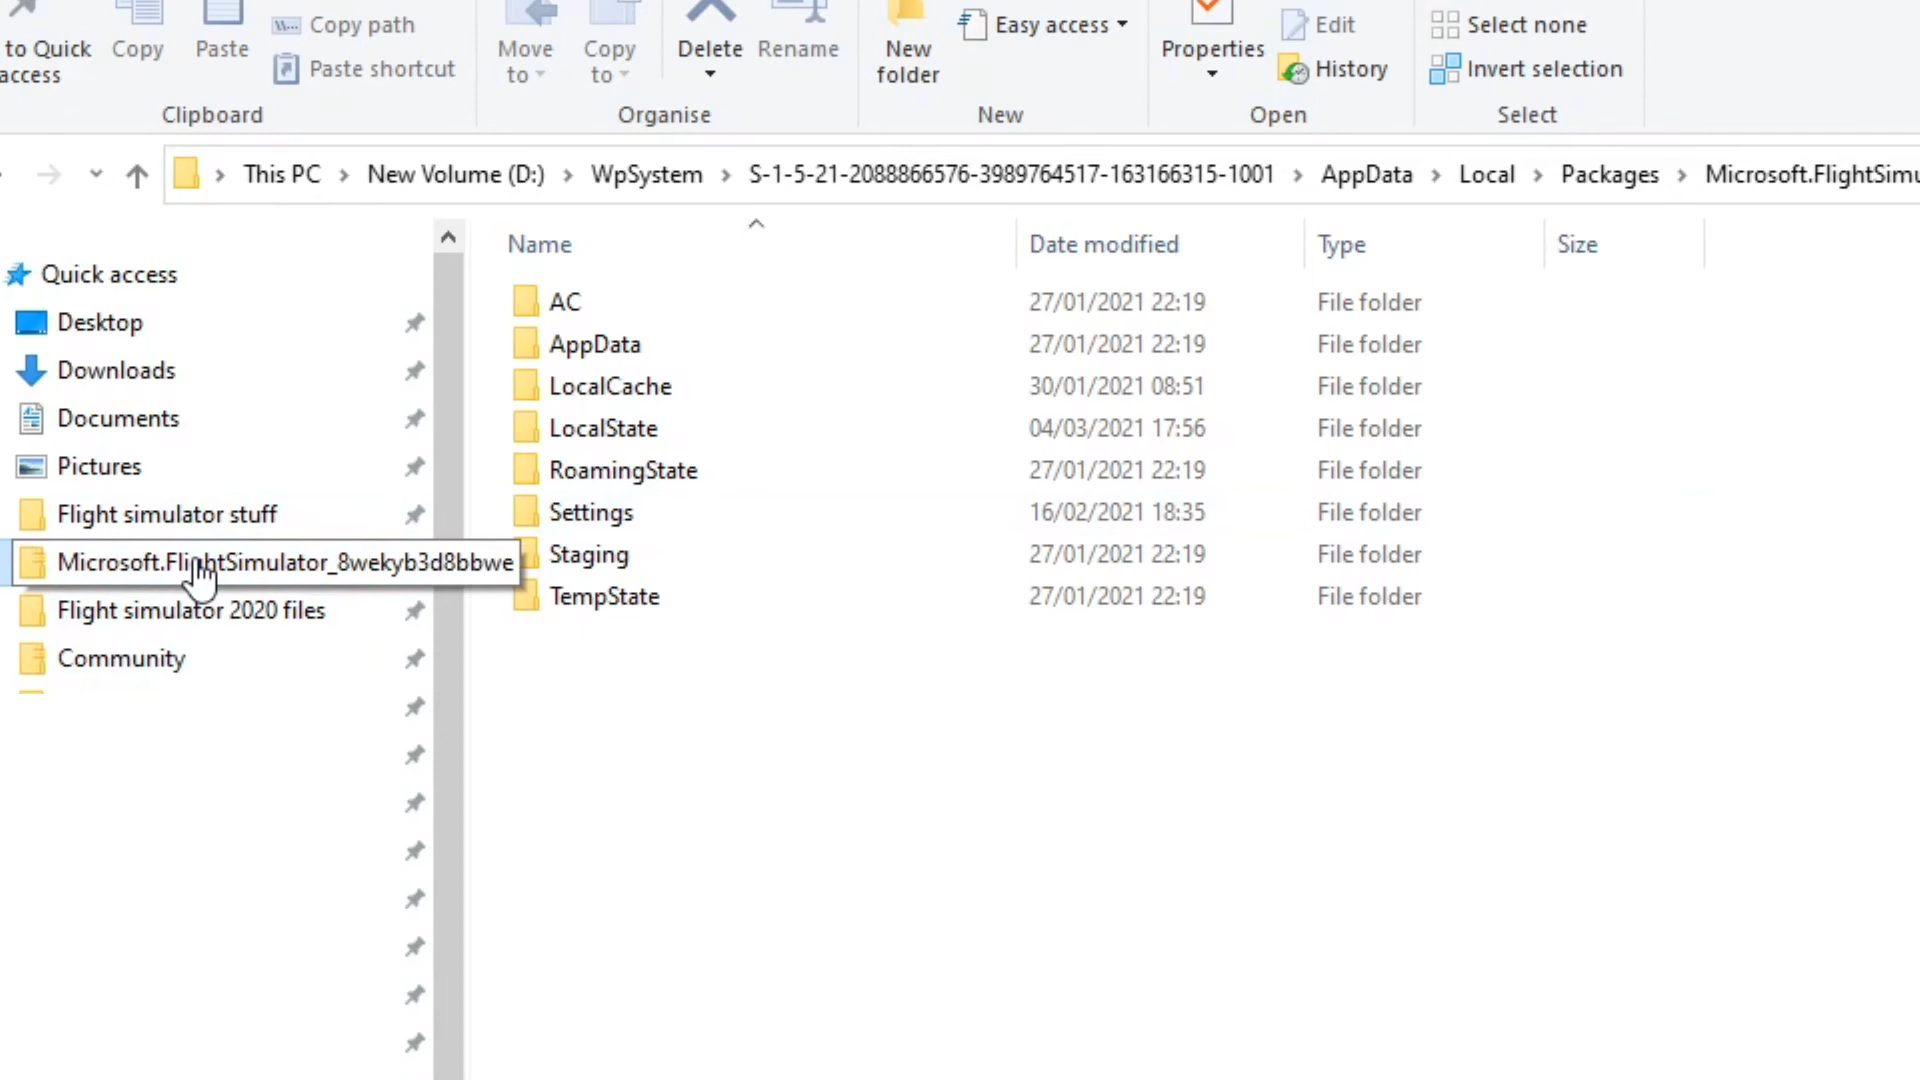 to Quick access
Copy
Paste
Copy path
Paste shortcut
Move to
Copy to
Delete
Rename
New folder
Easy access
Properties
Edit
History
Select none
Invert selection
Clipboard
Organise
New
Open
Select
This PC > New Volume (D:) > WpSystem > S-1-5-21-2088866576-3989764517-163166315-1001 > AppData > Local > Packages > Microsoft.FlightSimu
Name Date modified Type Size
Quick access
Desktop
Downloads
Documents
Pictures
Flight simulator stuff
Microsoft.FlightSimulator_8wekyb3d8bbwe
Flight simulator 2020 files
Community
AC 27/01/2021 22:19 File folder
AppData 27/01/2021 22:19 File folder
LocalCache 30/01/2021 08:51 File folder
LocalState 04/03/2021 17:56 File folder
RoamingState 27/01/2021 22:19 File folder
Settings 16/02/2021 18:35 File folder
Staging 27/01/2021 22:19 File folder
TempState 27/01/2021 22:19 File folder